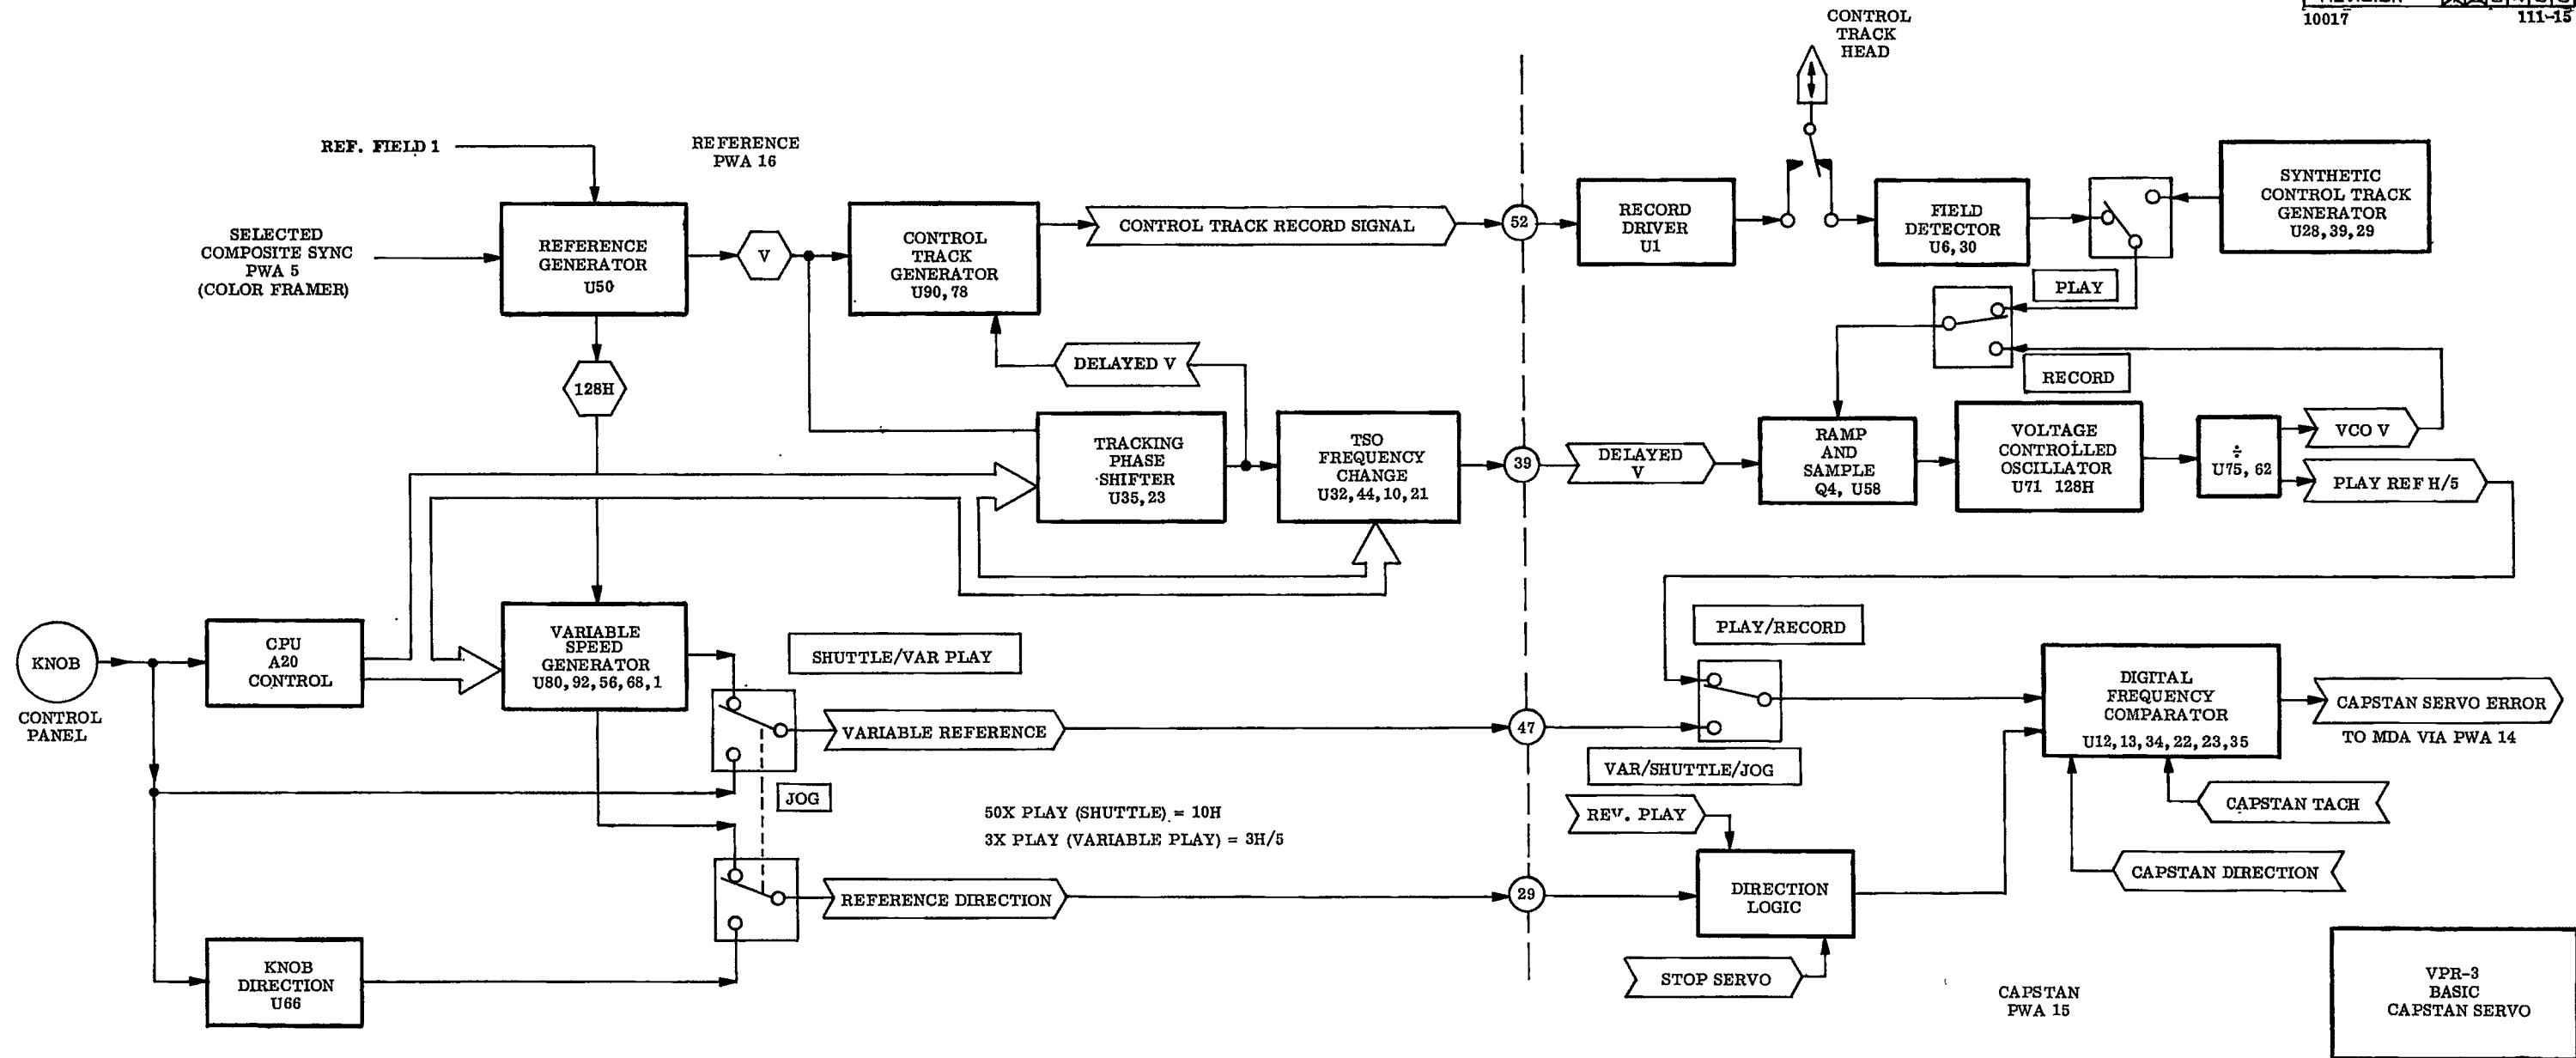 10017
111-15
CONTROL
TRACK
HEAD
REF. FIELD 1
REFERENCE
PWA 16
SELECTED
COMPOSITE SYNC
PWA 5
(COLOR FRAMER)
REFERENCE
GENERATOR
U50
V
CONTROL
TRACK
GENERATOR
U90, 78
CONTROL TRACK RECORD SIGNAL
52
RECORD
DRIVER
U1
FIELD
DETECTOR
U6, 30
SYNTHETIC
CONTROL TRACK
GENERATOR
U28, 39, 29
PLAY
RECORD
128H
DELAYED V
TRACKING
PHASE
SHIFTER
U35, 23
TSO
FREQUENCY
CHANGE
U32, 44, 10, 21
39
DELAYED
V
RAMP
AND
SAMPLE
Q4, U58
VOLTAGE
CONTROLLED
OSCILLATOR
U71 128H
÷
U75, 62
VCO V
PLAY REF H/5
KNOB
CONTROL
PANEL
CPU
A20
CONTROL
VARIABLE
SPEED
GENERATOR
U80, 92, 56, 68, 1
SHUTTLE/VAR PLAY
VARIABLE REFERENCE
47
PLAY/RECORD
VAR/SHUTTLE/JOG
DIGITAL
FREQUENCY
COMPARATOR
U12, 13, 34, 22, 23, 35
CAPSTAN SERVO ERROR
TO MDA VIA PWA 14
JOG
50X PLAY (SHUTTLE) = 10H
3X PLAY (VARIABLE PLAY) = 3H/5
REV. PLAY
CAPSTAN TACH
CAPSTAN DIRECTION
REFERENCE DIRECTION
29
DIRECTION
LOGIC
STOP SERVO
KNOB
DIRECTION
U66
CAPSTAN
PWA 15
VPR-3
BASIC
CAPSTAN SERVO